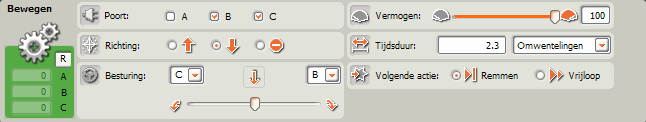 Bewegen
R
0 A
0 B
0 C
Poort: A B C
Richting:
Besturing: C B
Vermogen: 100
Tijdsduur: 2.3 Omwentelingen
Volgende actie: Remmen Vrijloop